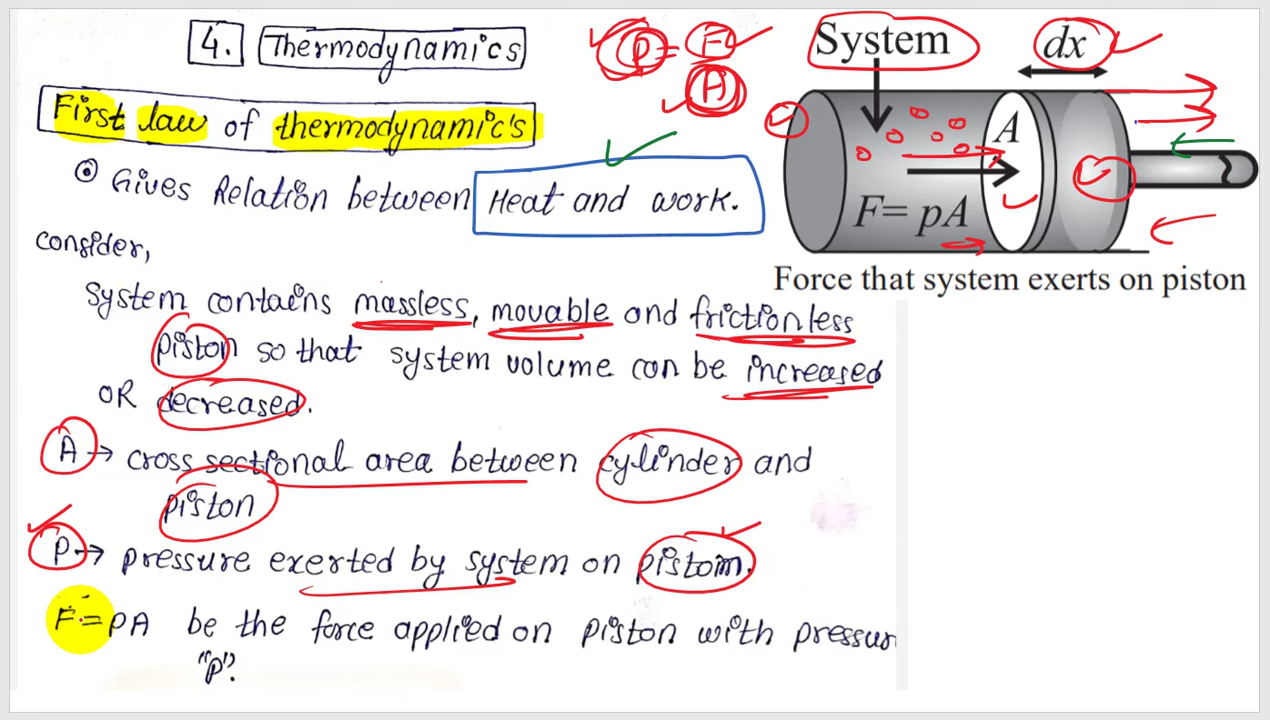 4. Thermodynamics
First law of thermodynamic's
Gives Relation between Heat and work.
consider,
System contains massless, movable and frictionless
piston so that system volume can be increased
OR decreased.
A → cross sectional area between cylinder and
piston
P → pressure exerted by system on pistom.
F = PA be the force applied on piston with pressur
"p".
P = F
A
System
dx
A
F= pA
Force that system exerts on piston